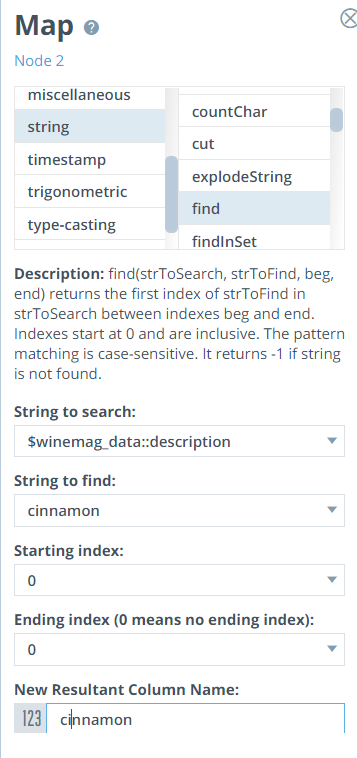 Map ?
Node 2
miscellaneous
string
timestamp
trigonometric
type-casting
countChar
cut
explodeString
find
findInSet
Description: find(strToSearch, strToFind, beg,
end) returns the first index of strToFind in
strToSearch between indexes beg and end.
Indexes start at 0 and are inclusive. The pattern
matching is case-sensitive. It returns -1 if string
is not found.
String to search:
$winemag_data::description
String to find:
cinnamon
Starting index:
0
Ending index (0 means no ending index):
0
New Resultant Column Name:
123 cinnamon